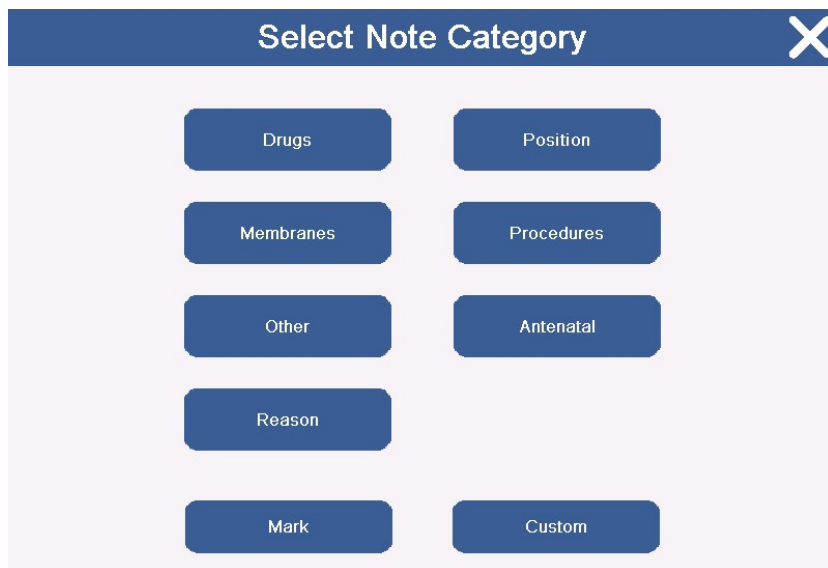 Select Note Category
Drugs
Position
Membranes
Procedures
Other
Antenatal
Reason
Mark
Custom